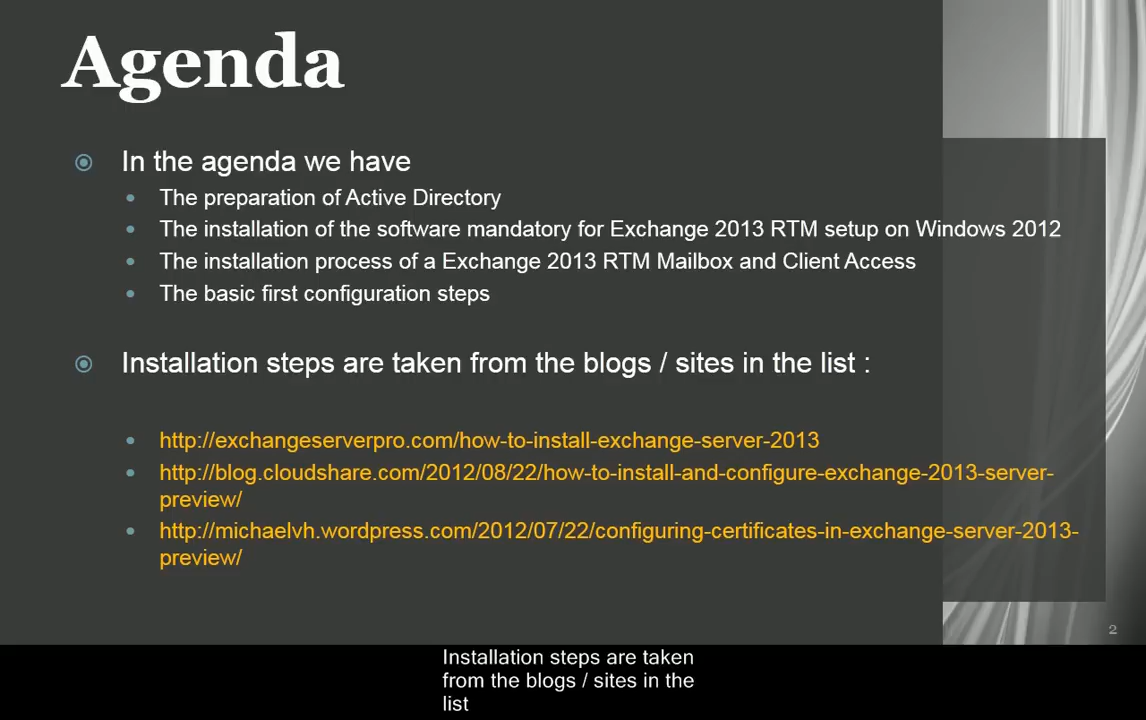 Agenda
In the agenda we have
The preparation of Active Directory
The installation of the software mandatory for Exchange 2013 RTM setup on Windows 2012
The installation process of a Exchange 2013 RTM Mailbox and Client Access
The basic first configuration steps
Installation steps are taken from the blogs / sites in the list :
http://exchangeserverpro.com/how-to-install-exchange-server-2013
http://blog.cloudshare.com/2012/08/22/how-to-install-and-configure-exchange-2013-server-
preview/
http://michaelvh.wordpress.com/2012/07/22/configuring-certificates-in-exchange-server-2013-
preview/
2
Installation steps are taken
from the blogs / sites in the
list